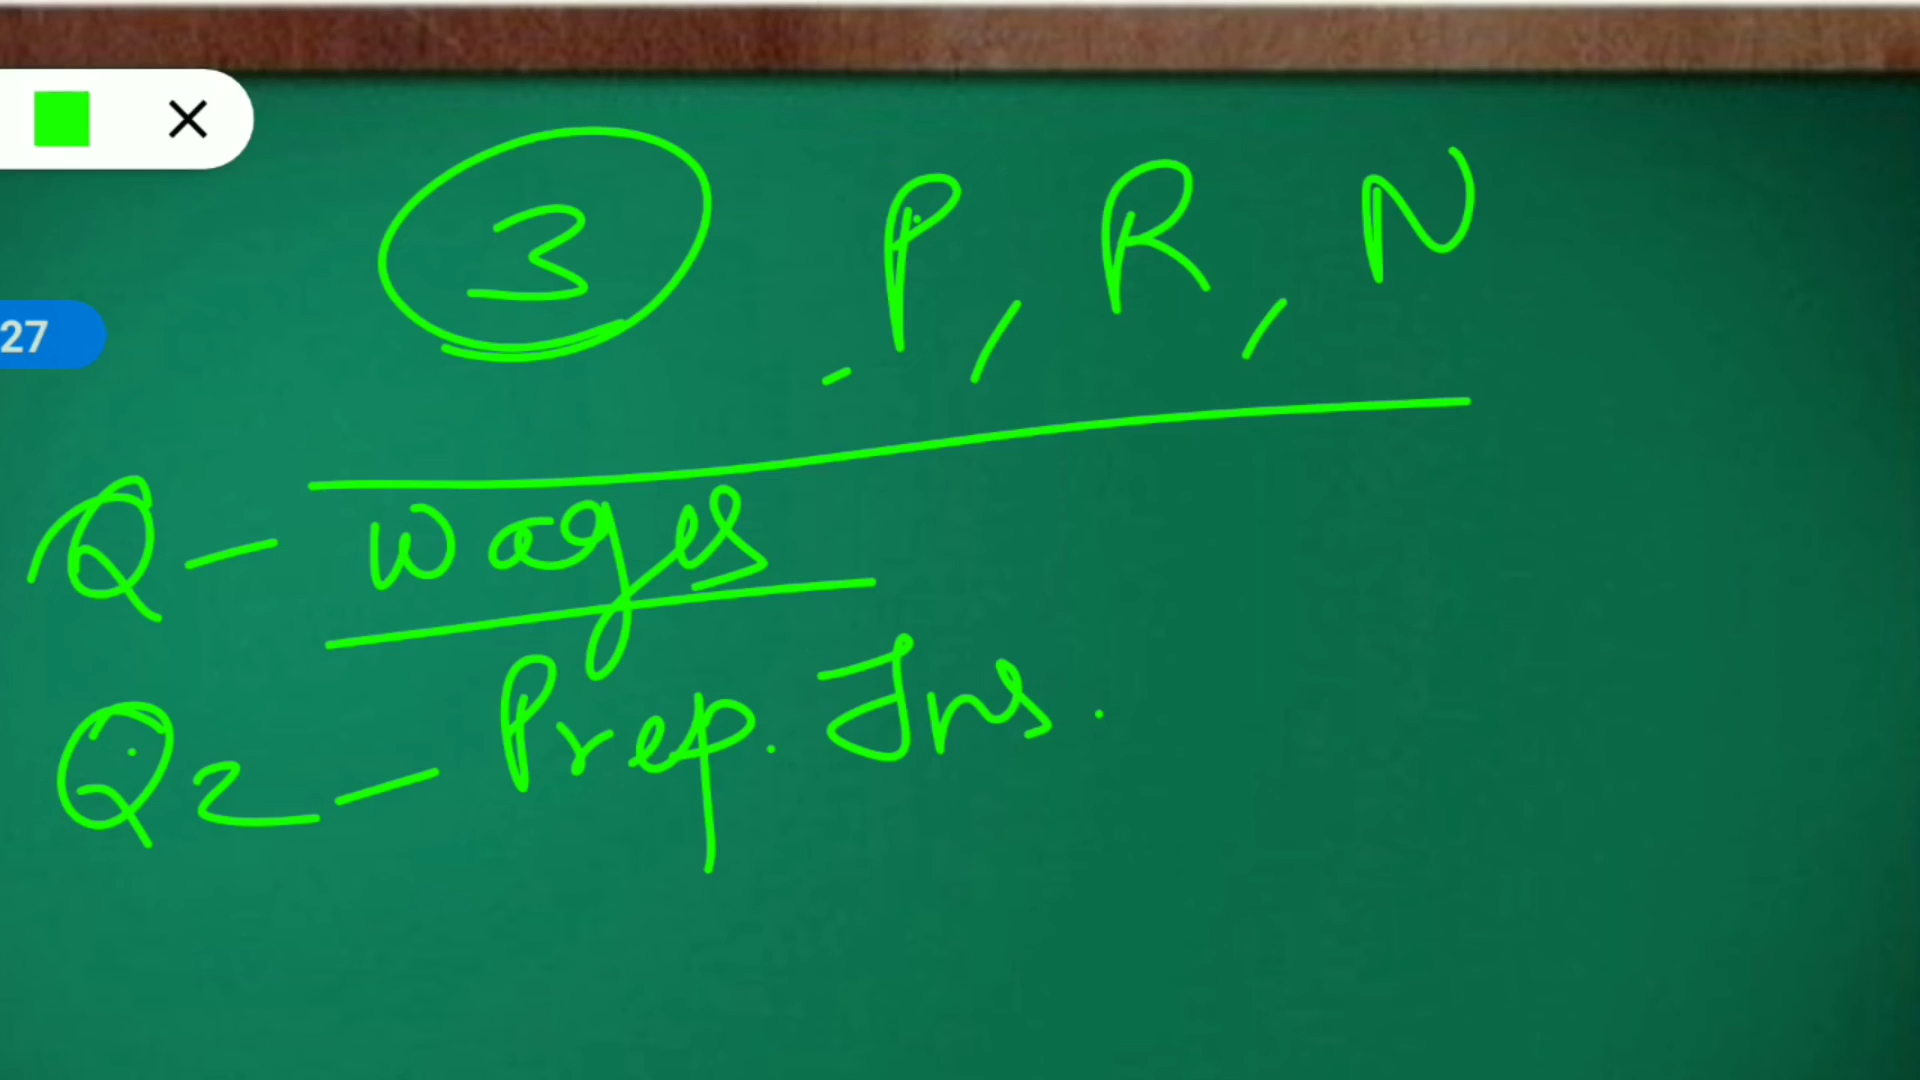 3 P, R, N
27
Q - Wages
Q2 - Prep. Ins.